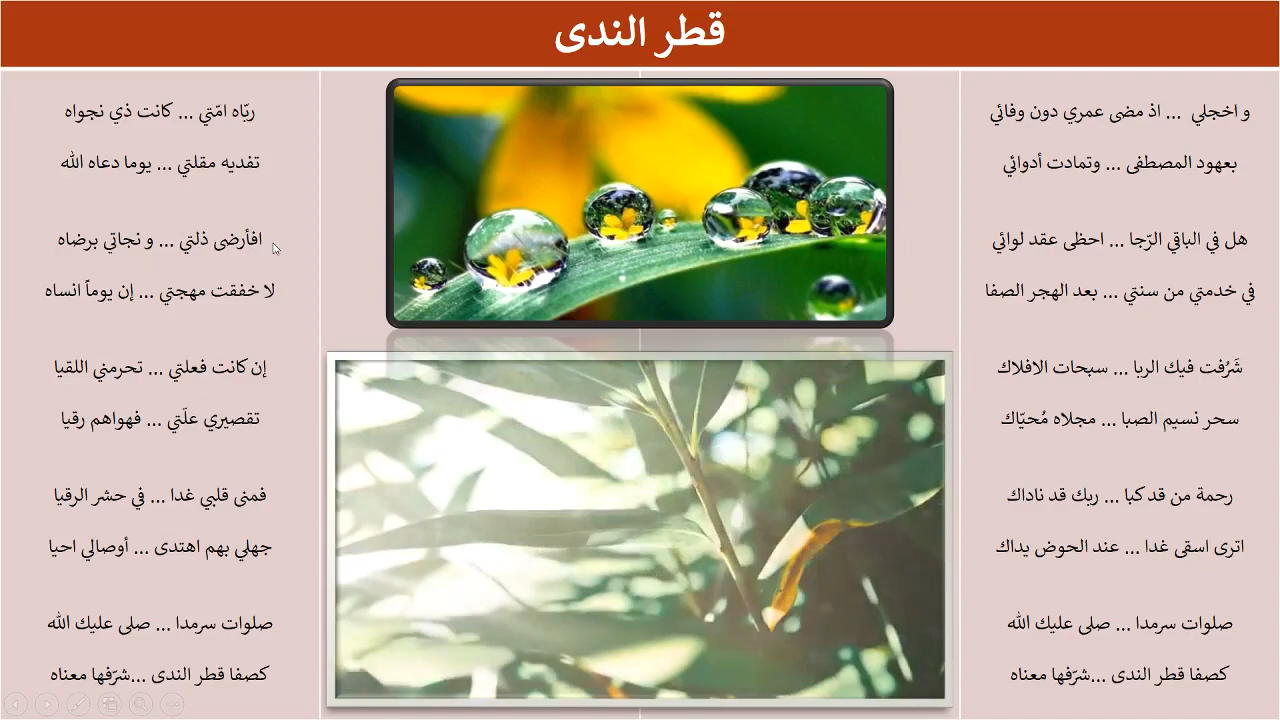 قطر الندى
و اخجلي ... اذ مضى عمري دون وفائي
بعهود المصطفى ... وتمادت أدوائي
هل في الباقي الرّجا ... احظى عقد لوائي
في خدمتي من سنتي ... بعد الهجر الصفا
شَرُفت فيك الربا ... سبحات الافلاك
سحر نسيم الصبا ... مجلاه مُحيّاك
رحمة من قد كبا ... ربك قد ناداك
اترى اسقى غدا ... عند الحوض يداك
صلوات سرمدا ... صلى عليك الله
كصفا قطر الندى ...شرّفها معناه
ربّاه امّتي ... كانت ذي نجواه
تفديه مقلتي ... يوما دعاه الله
افأرضى ذلتي ... و نجاتي برضاه
لا خفقت مهجتي ... إن يوماً انساه
إن كانت فعلتي ... تحرمني اللقيا
تقصيري علّتي ... فهواهم رقيا
فمنى قلبي غدا ... في حشر الرقيا
جهلي بهم اهتدى ... أوصالي احيا
صلوات سرمدا ... صلى عليك الله
كصفا قطر الندى ...شرّفها معناه